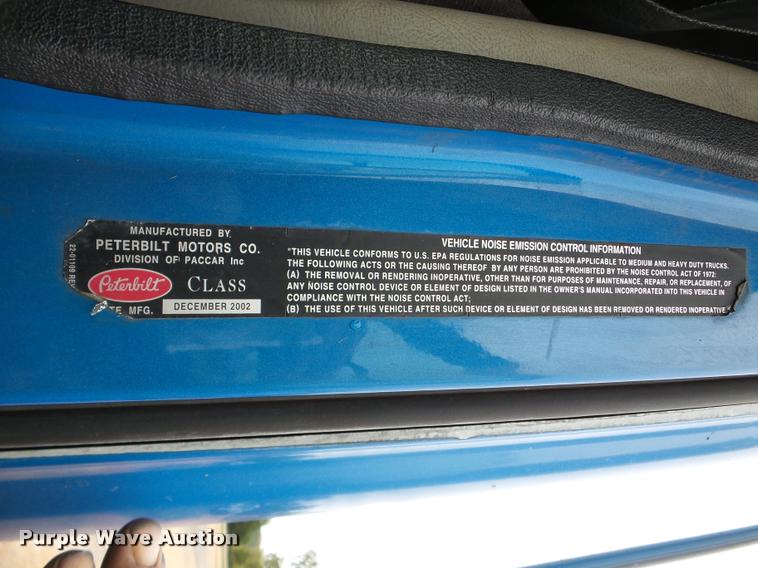 MANUFACTURED BY
PETERBILT MOTORS CO.
DIVISION OF PACCAR Inc
Peterbilt CLASS
TE MFG. DECEMBER 2002
22-01109 REV
VEHICLE NOISE EMISSION CONTROL INFORMATION
"THIS VEHICLE CONFORMS TO U.S. EPA REGULATIONS FOR NOISE EMISSION APPLICABLE TO MEDIUM AND HEAVY DUTY TRUCKS.
THE FOLLOWING ACTS OR THE CAUSING THEREOF BY ANY PERSON ARE PROHIBITED BY THE NOISE CONTROL ACT OF 1972:
(A) THE REMOVAL OR RENDERING INOPERATIVE, OTHER THAN FOR PURPOSES OF MAINTENANCE, REPAIR, OR REPLACEMENT, OF
ANY NOISE CONTROL DEVICE OR ELEMENT OF DESIGN LISTED IN THE OWNER'S MANUAL INCORPORATED INTO THIS VEHICLE IN
COMPLIANCE WITH THE NOISE CONTROL ACT;
(B) THE USE OF THIS VEHICLE AFTER SUCH DEVICE OR ELEMENT OF DESIGN HAS BEEN REMOVED OR RENDERED INOPERATIVE
Purple Wave Auction